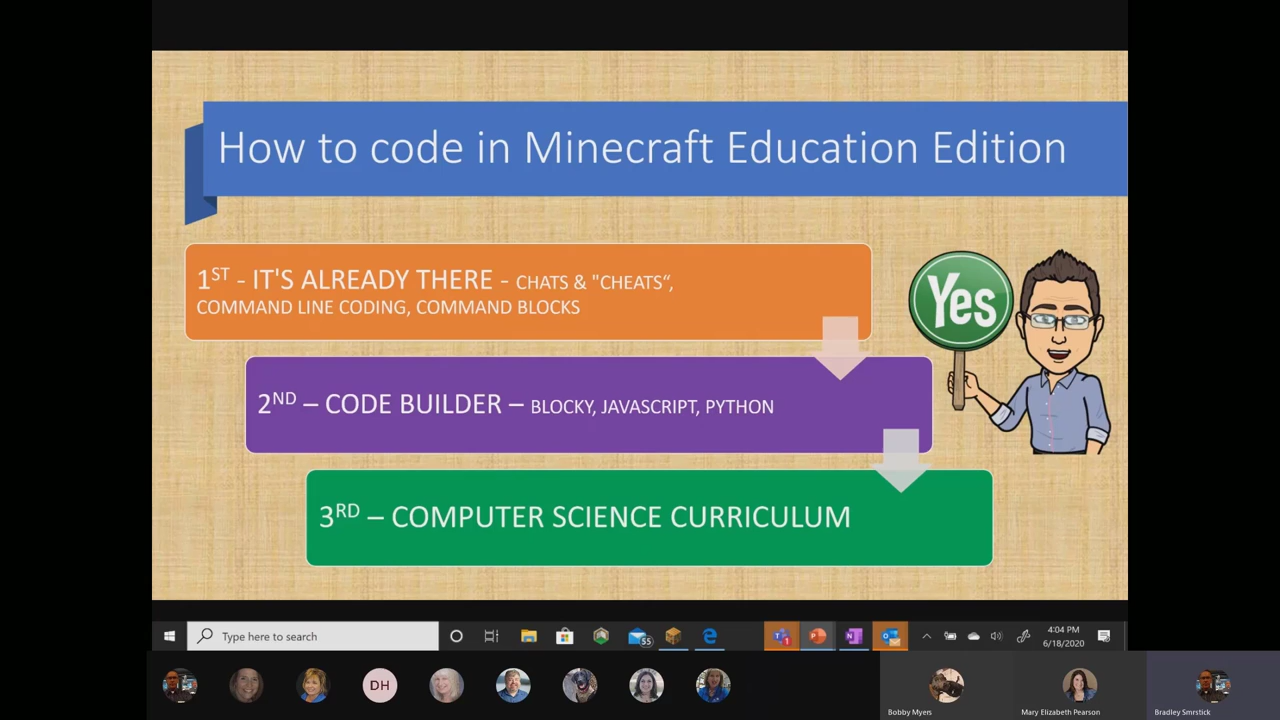 How to code in Minecraft Education Edition
1ST - IT'S ALREADY THERE - CHATS & "CHEATS“,
COMMAND LINE CODING, COMMAND BLOCKS
Yes
2ND – CODE BUILDER – BLOCKY, JAVASCRIPT, PYTHON
3RD – COMPUTER SCIENCE CURRICULUM
Type here to search
55
1
4:04 PM
6/18/2020
DH
Bobby Myers
Mary Elizabeth Pearson
Bradley Smrstick